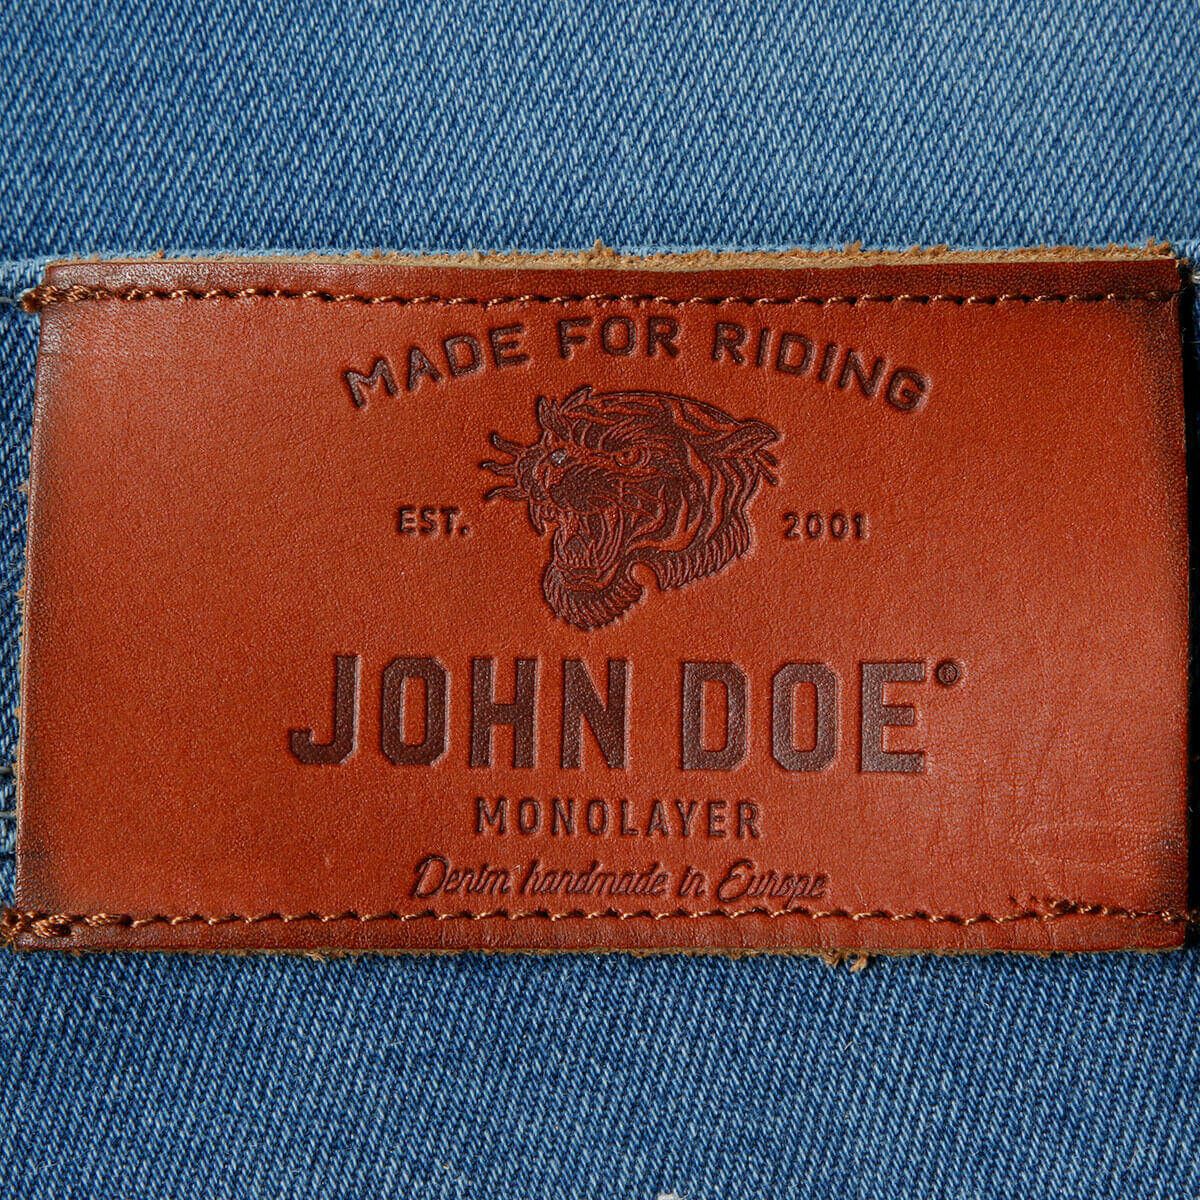 MADE FOR RIDING
EST. 2001
JOHN DOE®
MONOLAYER
Denim handmade in Europe